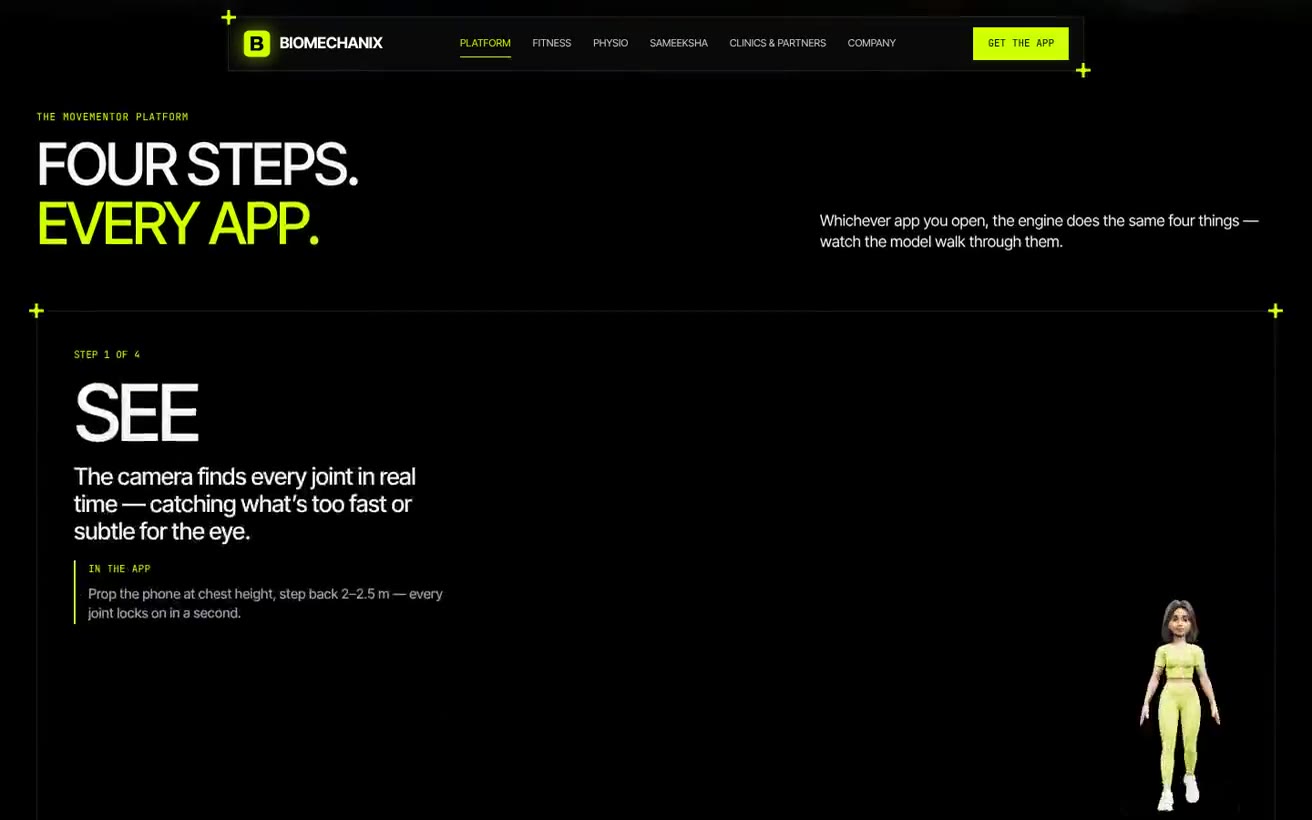 B BIOMECHANIX PLATFORM FITNESS PHYSIO SAMEEKSHA CLINICS & PARTNERS COMPANY GET THE APP
THE MOVEMENTOR PLATFORM
FOUR STEPS.
EVERY APP.
Whichever app you open, the engine does the same four things —
watch the model walk through them.
STEP 1 OF 4
SEE
The camera finds every joint in real
time — catching what’s too fast or
subtle for the eye.
IN THE APP
Prop the phone at chest height, step back 2–2.5 m — every
joint locks on in a second.